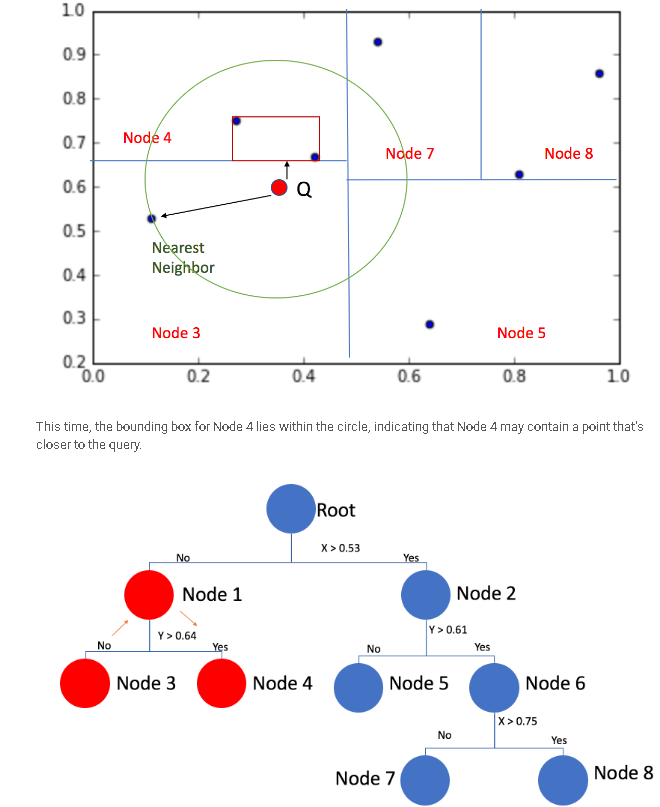 1.0
0.9
0.8
0.7
0.6
0.5
0.4
0.3
0.2
Node 4
Node 7
Node 8
Q
Nearest
Neighbor
Node 3
Node 5
0.0
0.2
0.4
0.6
0.8
1.0
This time, the bounding box for Node 4 lies within the circle, indicating that Node 4 may contain a point that's
closer to the query.
Root
X > 0.53
No
Yes
Node 1
Node 2
Y > 0.64
Y > 0.61
No
Yes
No
Yes
Node 3
Node 4
Node 5
Node 6
X > 0.75
No
Yes
Node 7
Node 8